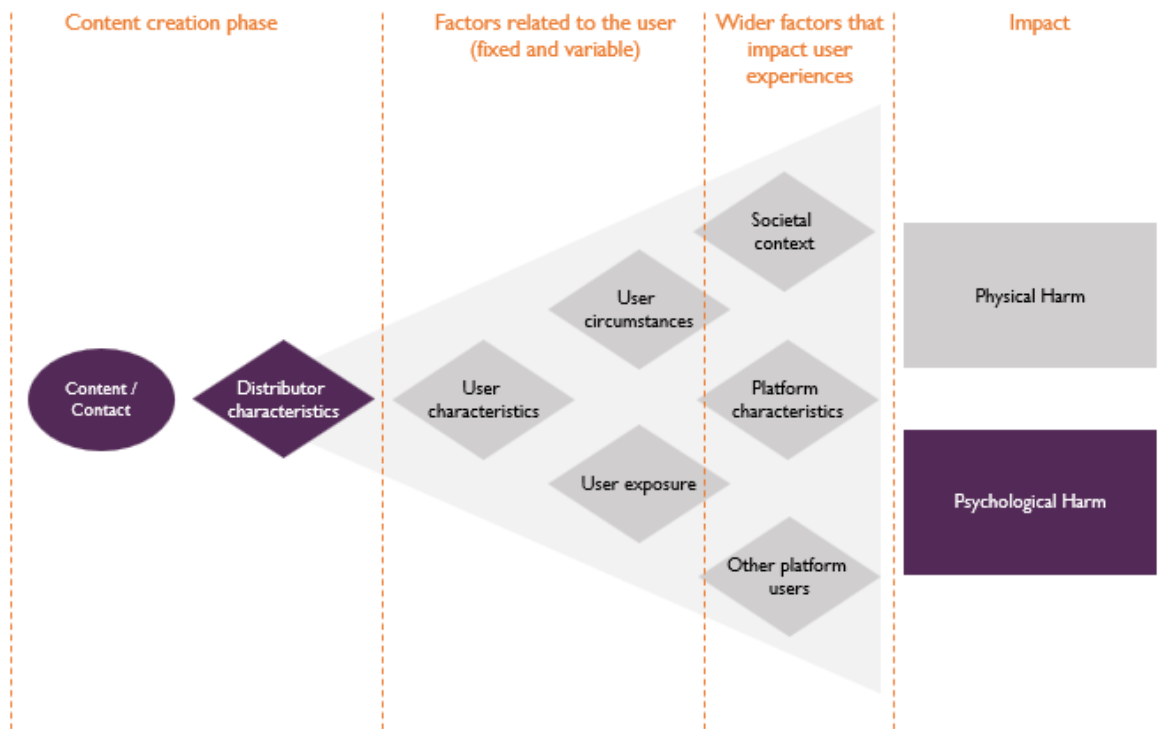 Content creation phase
Factors related to the user
(fixed and variable)
Wider factors that
impact user
experiences
Impact
Societal
context
User
circumstances
Physical Harm
Content /
Contact
Distributor
characteristics
User
characteristics
Platform
characteristics
User exposure
Psychological Harm
Other platform
users